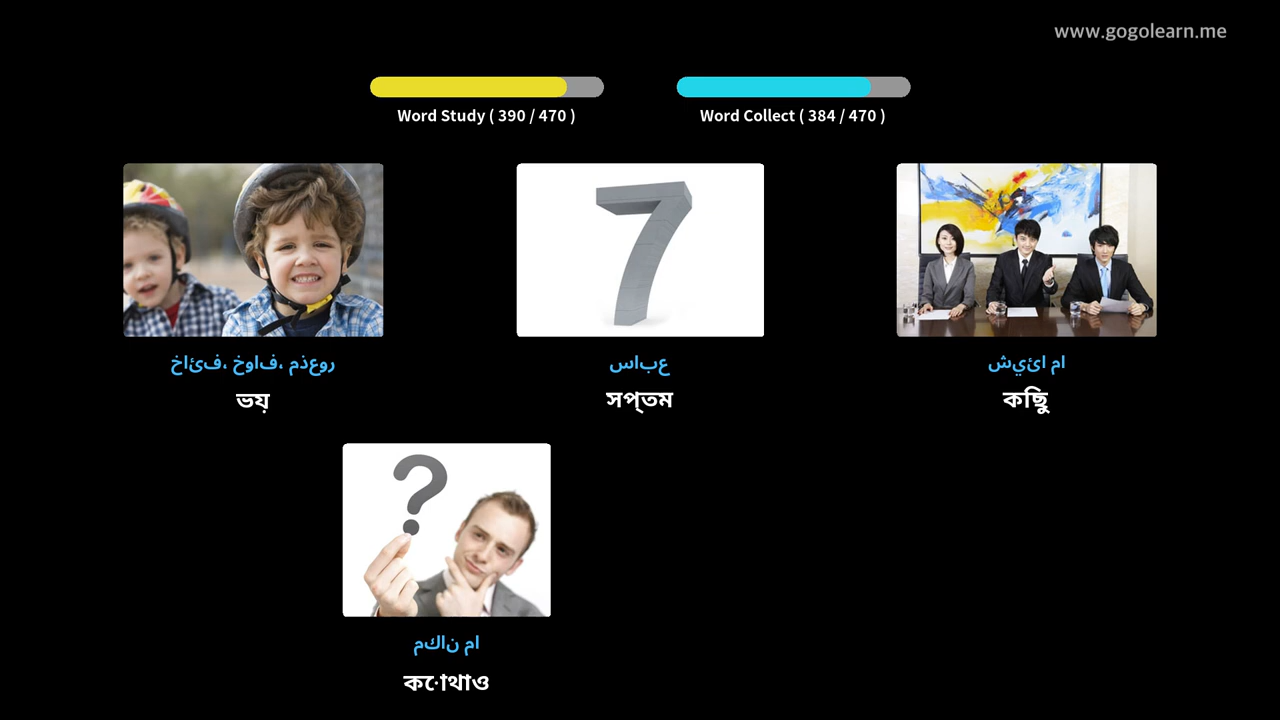 www.gogolearn.me
Word Study ( 390 / 470 )
Word Collect ( 384 / 470 )
خائف، خواف، مذعور
سابع
شيئا ما
ভয়
সপ্তম
কিছু
مكان ما
কোথাও